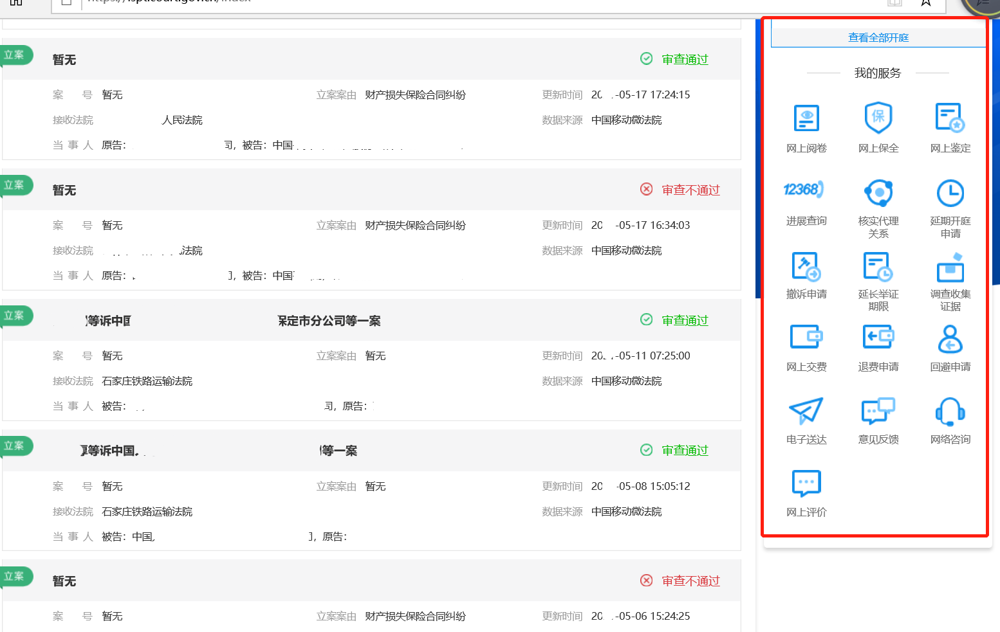 立案
暂无
审查通过
案 号 暂无 立案案由 财产损失保险合同纠纷 更新时间 20 -05-17 17:24:15
接收法院 人民法院 数据来源 中国移动微法院
当事人 原告： 司，被告：中国
立案
暂无
审查不通过
案 号 暂无 立案案由 财产损失保险合同纠纷 更新时间 20 -05-17 16:34:03
接收法院 法院 数据来源 中国移动微法院
当事人 原告： 被告：中国
立案
等诉中国 保定市分公司等一案
审查通过
案 号 暂无 立案案由 暂无 更新时间 20 -05-11 07:25:00
接收法院 石家庄铁路运输法院 数据来源 中国移动微法院
当事人 被告： 司，原告：
立案
等诉中国 等一案
审查通过
案 号 暂无 立案案由 暂无 更新时间 20 -05-08 15:05:12
接收法院 石家庄铁路运输法院 数据来源 中国移动微法院
当事人 被告：中国 ，原告：
立案
暂无
审查不通过
案 号 暂无 立案案由 财产损失保险合同纠纷 更新时间 20 -05-06 15:24:25
查看全部开庭
我的服务
保
网上阅卷 网上保全 网上鉴定
12368
进展查询 核实代理 延期开庭
关系 申请
撤诉申请 延长举证 调查收集
期限 证据
网上交费 退费申请 回避申请
电子送达 意见反馈 网络咨询
网上评价